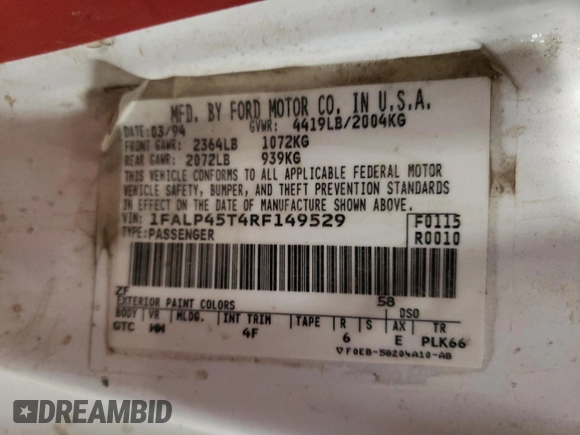 MFD. BY FORD MOTOR CO. IN U.S.A.
DATE: 03/94 GVWR: 4419LB/2004KG
FRONT GAWR: 2364LB 1072KG
REAR GAWR: 2072LB 939KG
THIS VEHICLE CONFORMS TO ALL APPLICABLE FEDERAL MOTOR
VEHICLE SAFETY, BUMPER, AND THEFT PREVENTION STANDARDS
IN EFFECT ON THE DATE OF MANUFACTURE SHOWN ABOVE.
VIN: 1FALP45T4RF149529 F0115
TYPE: PASSENGER R0010
ZF 58
EXTERIOR PAINT COLORS DSO
BODY VR MLDG. INT TRIM TAPE R S AX TR
GTC WW 4F 6 E PLK66
▽F0EB-58204A10-AB
DREAMBID